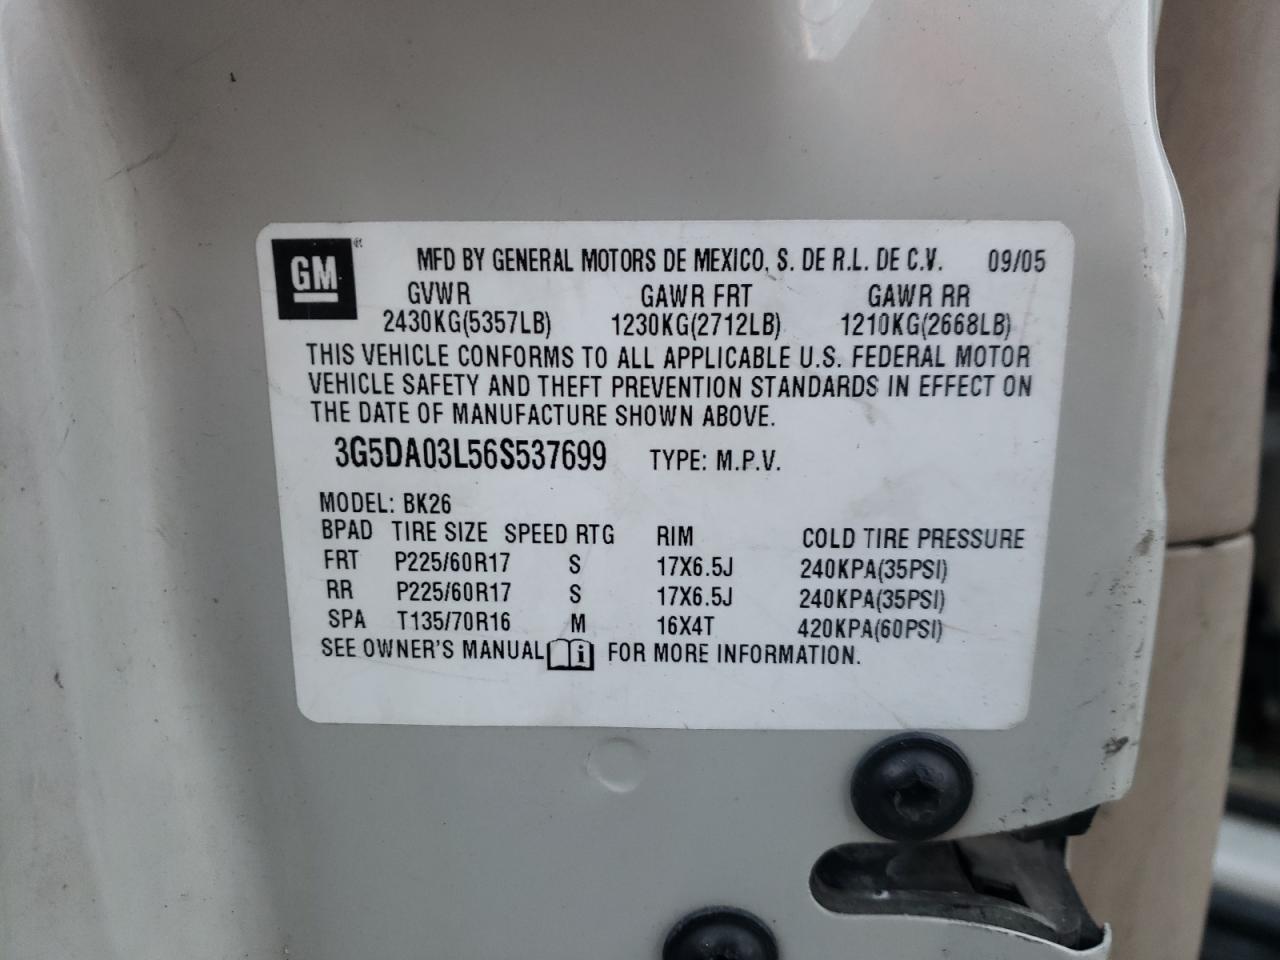 GM
MFD BY GENERAL MOTORS DE MEXICO, S. DE R.L. DE C.V. 09/05
GVWR GAWR FRT GAWR RR
2430KG(5357LB) 1230KG(2712LB) 1210KG(2668LB)
THIS VEHICLE CONFORMS TO ALL APPLICABLE U.S. FEDERAL MOTOR
VEHICLE SAFETY AND THEFT PREVENTION STANDARDS IN EFFECT ON
THE DATE OF MANUFACTURE SHOWN ABOVE.
3G5DA03L56S537699 TYPE: M.P.V.
MODEL: BK26
BPAD TIRE SIZE SPEED RTG RIM COLD TIRE PRESSURE
FRT P225/60R17 S 17X6.5J 240KPA(35PSI)
RR P225/60R17 S 17X6.5J 240KPA(35PSI)
SPA T135/70R16 M 16X4T 420KPA(60PSI)
SEE OWNER'S MANUAL i FOR MORE INFORMATION.